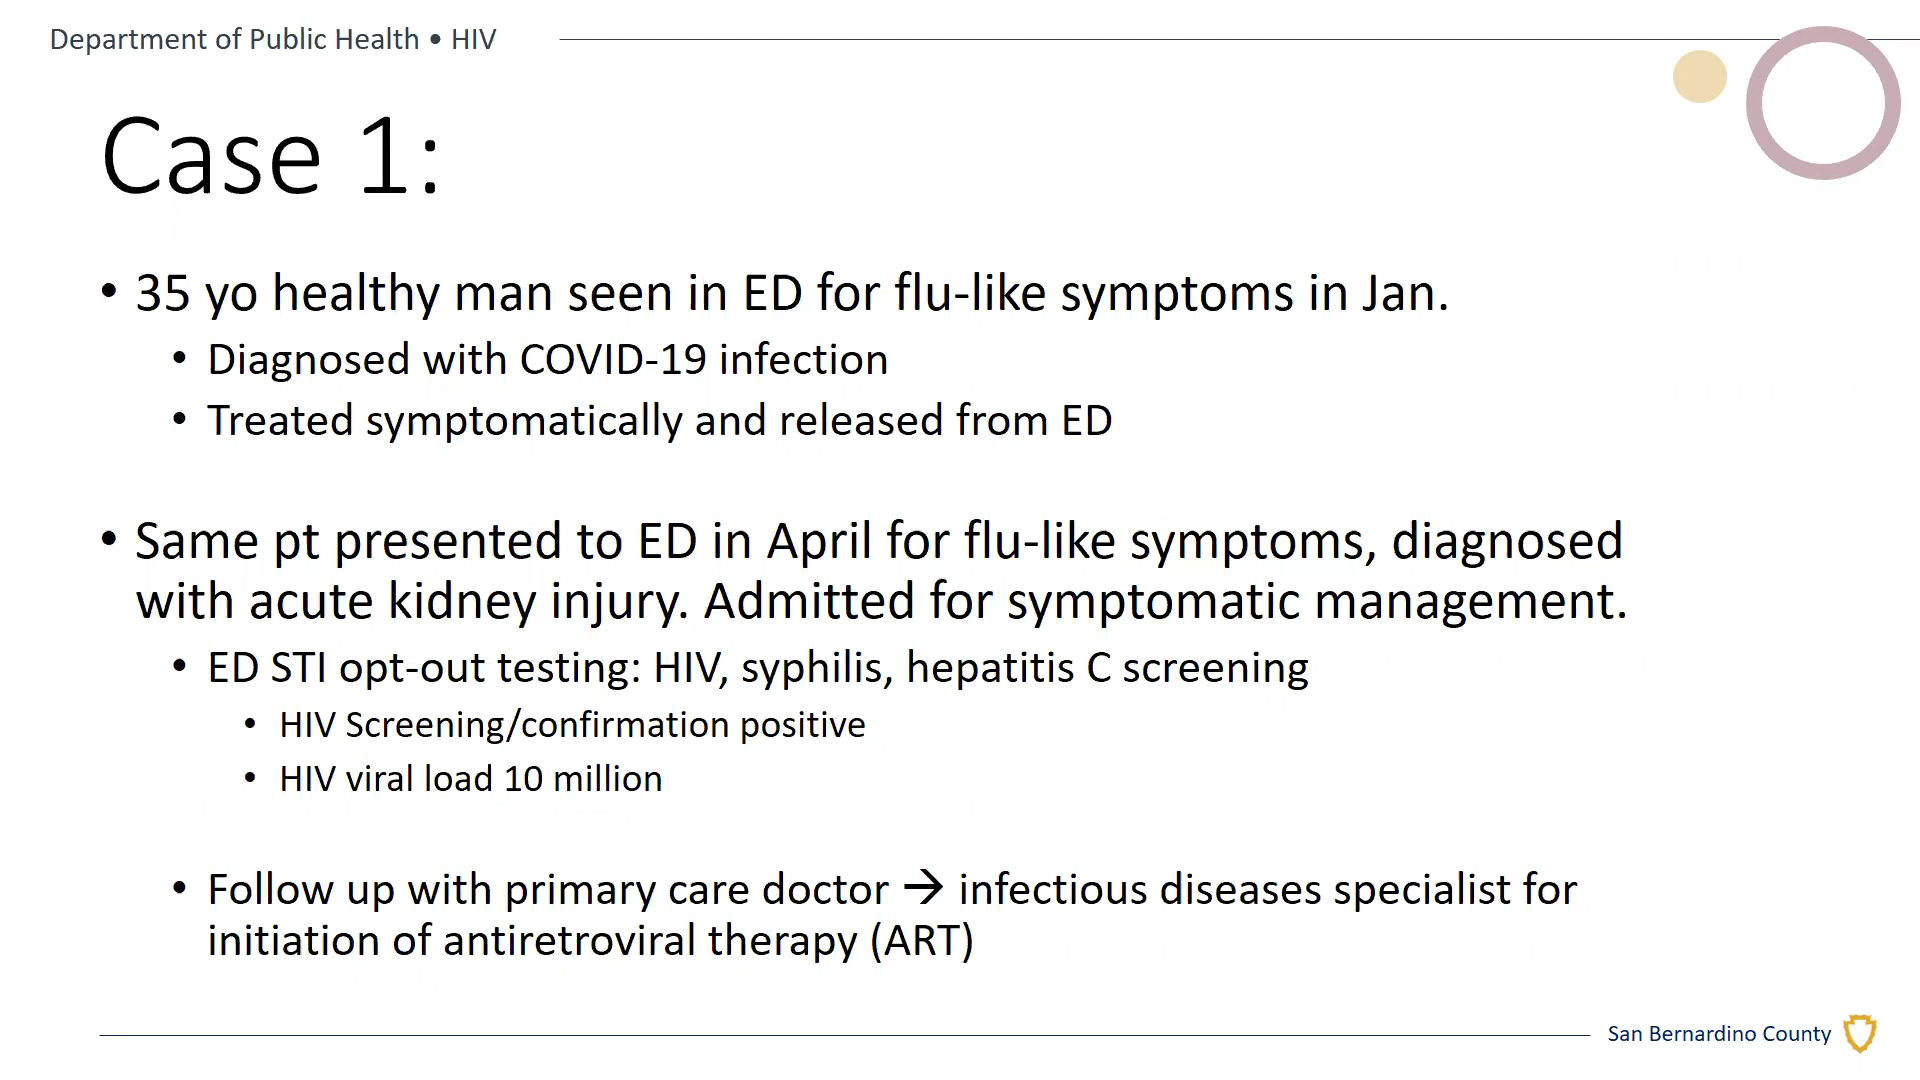 Department of Public Health • HIV
Case 1:
• 35 yo healthy man seen in ED for flu-like symptoms in Jan.
• Diagnosed with COVID-19 infection
• Treated symptomatically and released from ED
• Same pt presented to ED in April for flu-like symptoms, diagnosed
with acute kidney injury. Admitted for symptomatic management.
• ED STI opt-out testing: HIV, syphilis, hepatitis C screening
• HIV Screening/confirmation positive
• HIV viral load 10 million
• Follow up with primary care doctor → infectious diseases specialist for
initiation of antiretroviral therapy (ART)
San Bernardino County